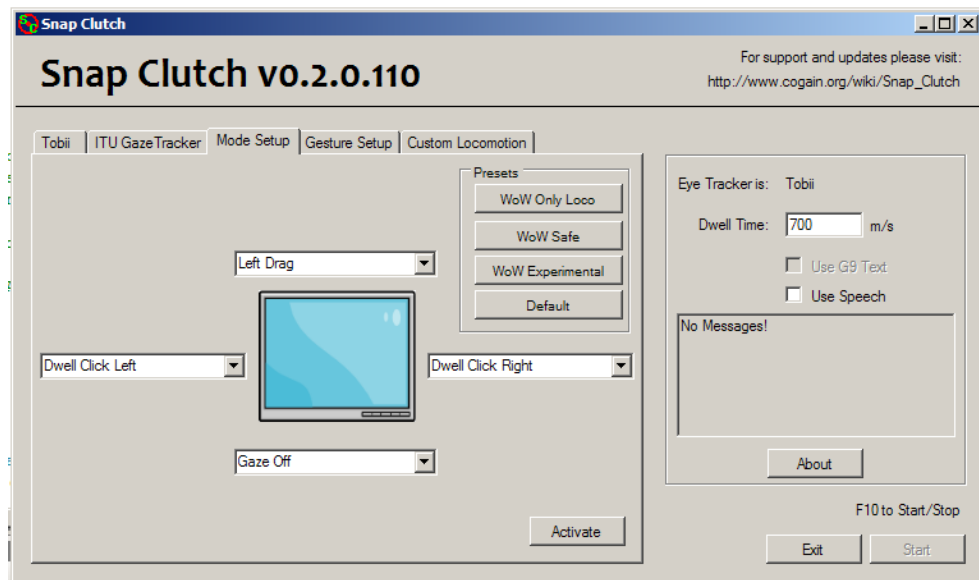 Snap Clutch
Snap Clutch v0.2.0.110
For support and updates please visit:
http://www.cogain.org/wiki/Snap_Clutch
Tobii
ITU GazeTracker
Mode Setup
Gesture Setup
Custom Locomotion
Presets
WoW Only Loco
WoW Safe
WoW Experimental
Default
Left Drag
Dwell Click Left
Dwell Click Right
Gaze Off
Activate
Eye Tracker is: Tobii
Dwell Time: 700 m/s
Use G9 Text
Use Speech
No Messages!
About
F10 to Start/Stop
Exit
Start